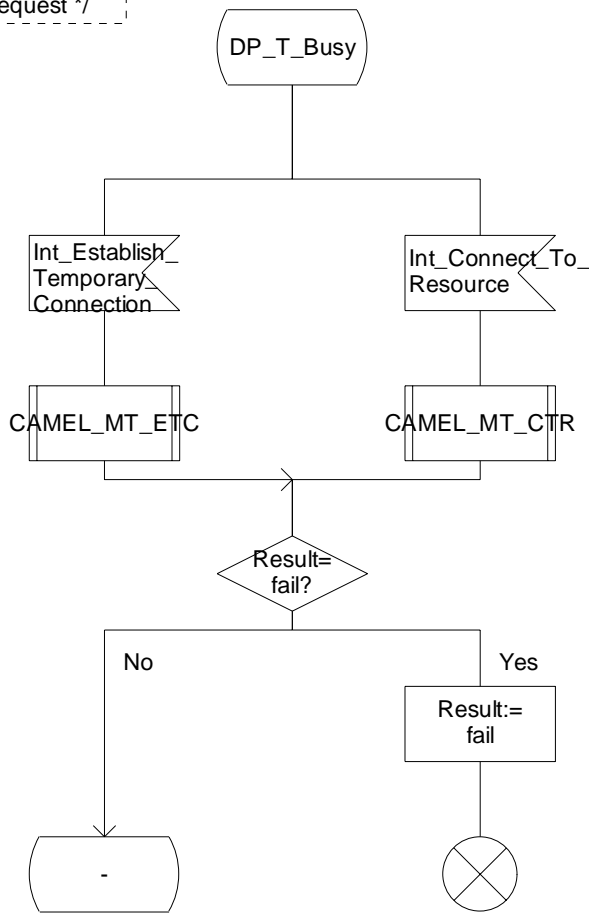 equest */
DP_T_Busy
Int_Establish_
Temporary_
Connection
Int_Connect_To_
Resource
CAMEL_MT_ETC
CAMEL_MT_CTR
Result=
fail?
No
Yes
Result:=
fail
-